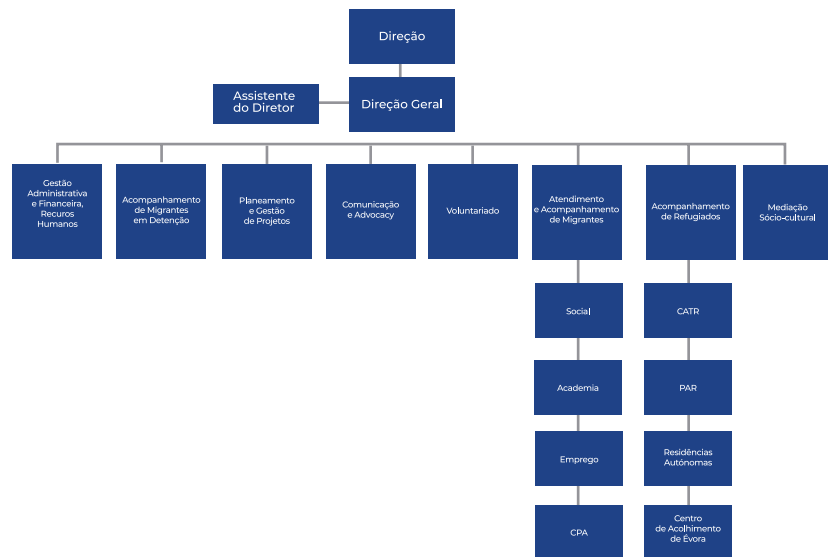 Direção
Assistente
do Diretor
Direção Geral
Gestão
Administrativa
e Financeira,
Recuros
Humanos
Acompanhamento
de Migrantes
em Detenção
Planeamento
e Gestão
de Projetos
Comunicação
e Advocacy
Voluntariado
Atendimento
e Acompanhamento
de Migrantes
Acompanhamento
de Refugiados
Mediação
Sócio-cultural
Social
CATR
Academia
PAR
Emprego
Residências
Autónomas
CPA
Centro
de Acolhimento
de Évora